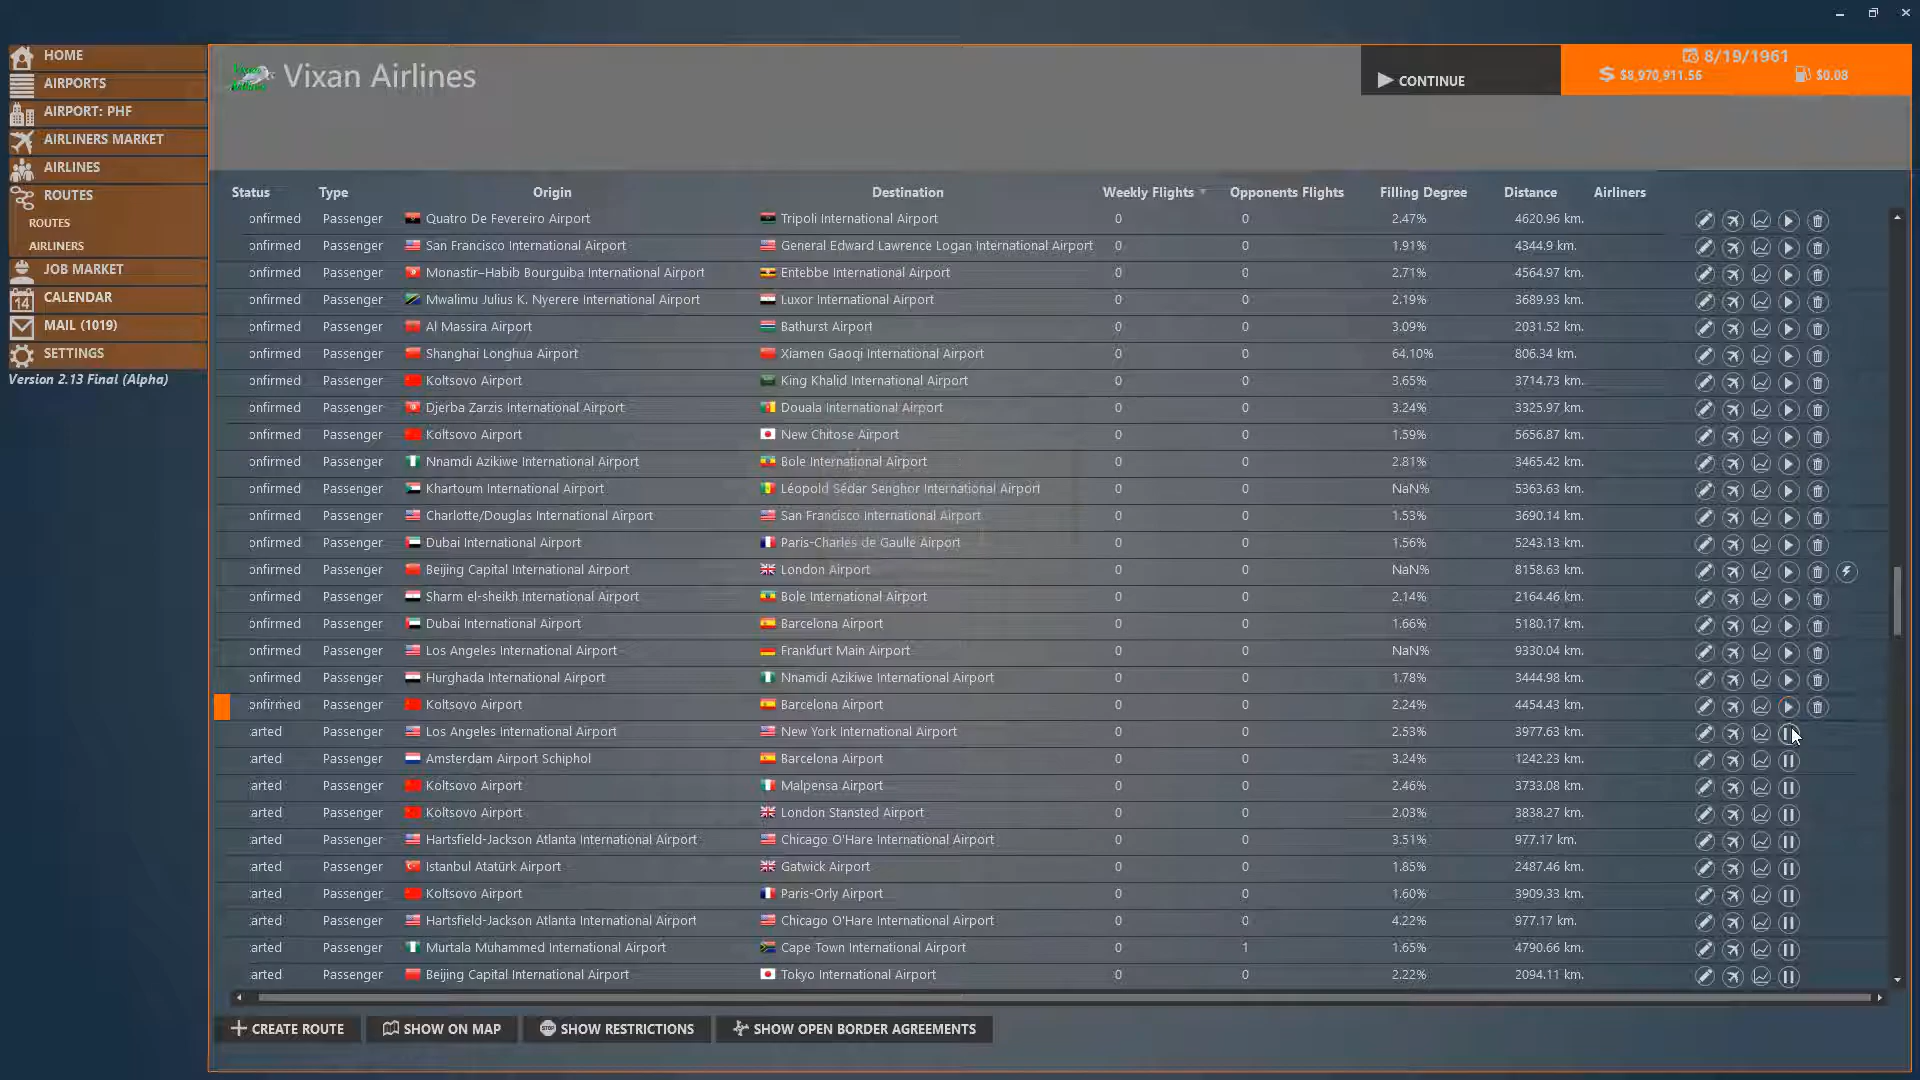 HOME
AIRPORTS
AIRPORT: PHF
AIRLINERS MARKET
AIRLINES
ROUTES
ROUTES
AIRLINERS
JOB MARKET
14 CALENDAR
MAIL (1019)
SETTINGS
Version 2.13 Final (Alpha)
Vixan Airlines
CONTINUE
8/19/1961
$8,970,911.56 $0.08
Status Type Origin Destination Weekly Flights Opponents Flights Filling Degree Distance Airliners
onfirmed Passenger Quatro De Fevereiro Airport Tripoli International Airport 0 0 2.47% 4620.96 km.
onfirmed Passenger San Francisco International Airport General Edward Lawrence Logan International Airport 0 0 1.91% 4344.9 km.
onfirmed Passenger Monastir–Habib Bourguiba International Airport Entebbe International Airport 0 0 2.71% 4564.97 km.
onfirmed Passenger Mwalimu Julius K. Nyerere International Airport Luxor International Airport 0 0 2.19% 3689.93 km.
onfirmed Passenger Al Massira Airport Bathurst Airport 0 0 3.09% 2031.52 km.
onfirmed Passenger Shanghai Longhua Airport Xiamen Gaoqi International Airport 0 0 64.10% 806.34 km.
onfirmed Passenger Koltsovo Airport King Khalid International Airport 0 0 3.65% 3714.73 km.
onfirmed Passenger Djerba Zarzis International Airport Douala International Airport 0 0 3.24% 3325.97 km.
onfirmed Passenger Koltsovo Airport New Chitose Airport 0 0 1.59% 5656.87 km.
onfirmed Passenger Nnamdi Azikiwe International Airport Bole International Airport 0 0 2.81% 3465.42 km.
onfirmed Passenger Khartoum International Airport Léopold Sédar Senghor International Airport 0 0 NaN% 5363.63 km.
onfirmed Passenger Charlotte/Douglas International Airport San Francisco International Airport 0 0 1.53% 3690.14 km.
onfirmed Passenger Dubai International Airport Paris-Charles de Gaulle Airport 0 0 1.56% 5243.13 km.
onfirmed Passenger Beijing Capital International Airport London Airport 0 0 NaN% 8158.63 km.
onfirmed Passenger Sharm el-sheikh International Airport Bole International Airport 0 0 2.14% 2164.46 km.
onfirmed Passenger Dubai International Airport Barcelona Airport 0 0 1.66% 5180.17 km.
onfirmed Passenger Los Angeles International Airport Frankfurt Main Airport 0 0 NaN% 9330.04 km.
onfirmed Passenger Hurghada International Airport Nnamdi Azikiwe International Airport 0 0 1.78% 3444.98 km.
onfirmed Passenger Koltsovo Airport Barcelona Airport 0 0 2.24% 4454.43 km.
arted Passenger Los Angeles International Airport New York International Airport 0 0 2.53% 3977.63 km.
arted Passenger Amsterdam Airport Schiphol Barcelona Airport 0 0 3.24% 1242.23 km.
arted Passenger Koltsovo Airport Malpensa Airport 0 0 2.46% 3733.08 km.
arted Passenger Koltsovo Airport London Stansted Airport 0 0 2.03% 3838.27 km.
arted Passenger Hartsfield-Jackson Atlanta International Airport Chicago O'Hare International Airport 0 0 3.51% 977.17 km.
arted Passenger Istanbul Atatürk Airport Gatwick Airport 0 0 1.85% 2487.46 km.
arted Passenger Koltsovo Airport Paris-Orly Airport 0 0 1.60% 3909.33 km.
arted Passenger Hartsfield-Jackson Atlanta International Airport Chicago O'Hare International Airport 0 0 4.22% 977.17 km.
arted Passenger Murtala Muhammed International Airport Cape Town International Airport 0 1 1.65% 4790.66 km.
arted Passenger Beijing Capital International Airport Tokyo International Airport 0 0 2.22% 2094.11 km.
CREATE ROUTE SHOW ON MAP SHOW RESTRICTIONS SHOW OPEN BORDER AGREEMENTS